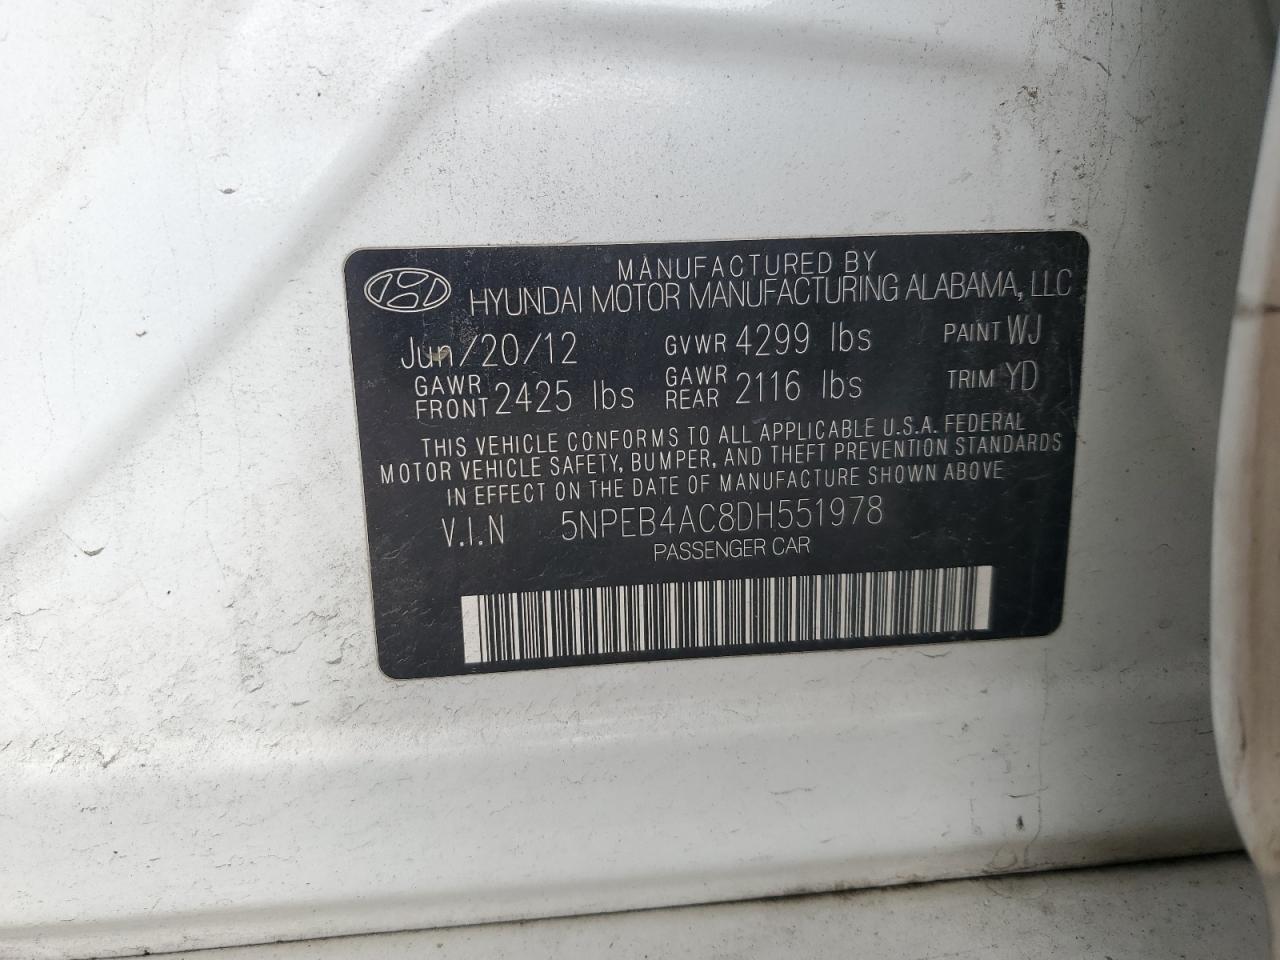 MANUFACTURED BY
HYUNDAI MOTOR MANUFACTURING ALABAMA, LLC
Jun/20/12 GVWR 4299 lbs PAINT WJ
GAWR FRONT 2425 lbs GAWR REAR 2116 lbs TRIM YD
THIS VEHICLE CONFORMS TO ALL APPLICABLE U.S.A. FEDERAL
MOTOR VEHICLE SAFETY, BUMPER, AND THEFT PREVENTION STANDARDS
IN EFFECT ON THE DATE OF MANUFACTURE SHOWN ABOVE
V.I.N 5NPEB4AC8DH551978
PASSENGER CAR